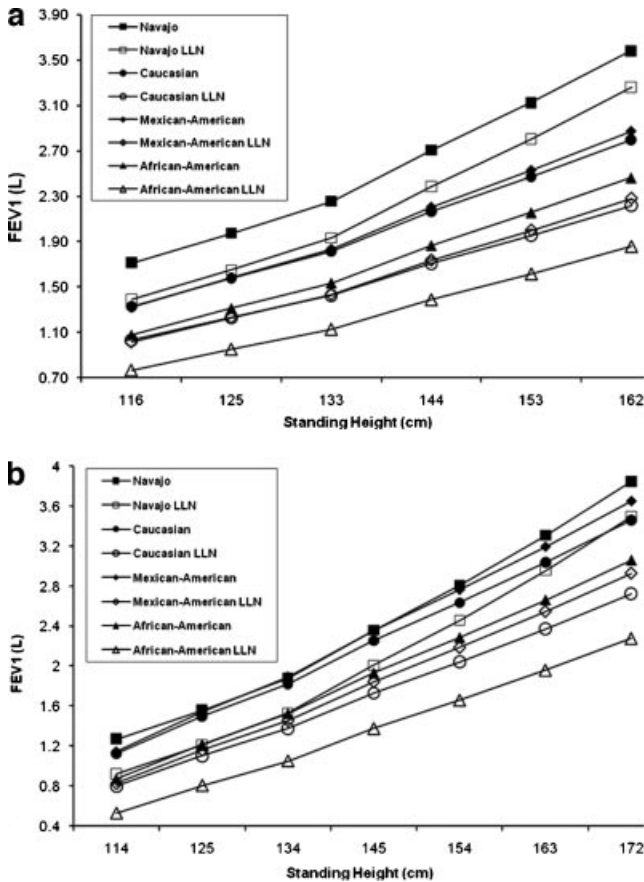 a
3.90
3.50
3.10
2.70
2.30
1.90
1.50
1.10
0.70
FEV1 (L)
Navajo
Navajo LLN
Caucasian
Caucasian LLN
Mexican-American
Mexican-American LLN
African-American
African-American LLN
116 125 133 144 153 162
Standing Height (cm)
b
4
3.6
3.2
2.8
2.4
2
1.6
1.2
0.8
0.4
FEV1 (L)
Navajo
Navajo LLN
Caucasian
Caucasian LLN
Mexican-American
Mexican-American LLN
African-American
African-American LLN
114 125 134 145 154 163 172
Standing Height (cm)